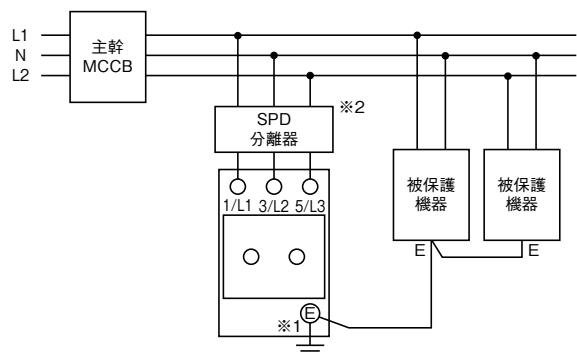 L1
N
L2
主幹
MCCB
SPD
分離器
※2
1/L1 3/L2 5/L3
被保護
機器
被保護
機器
E
E
E
※1